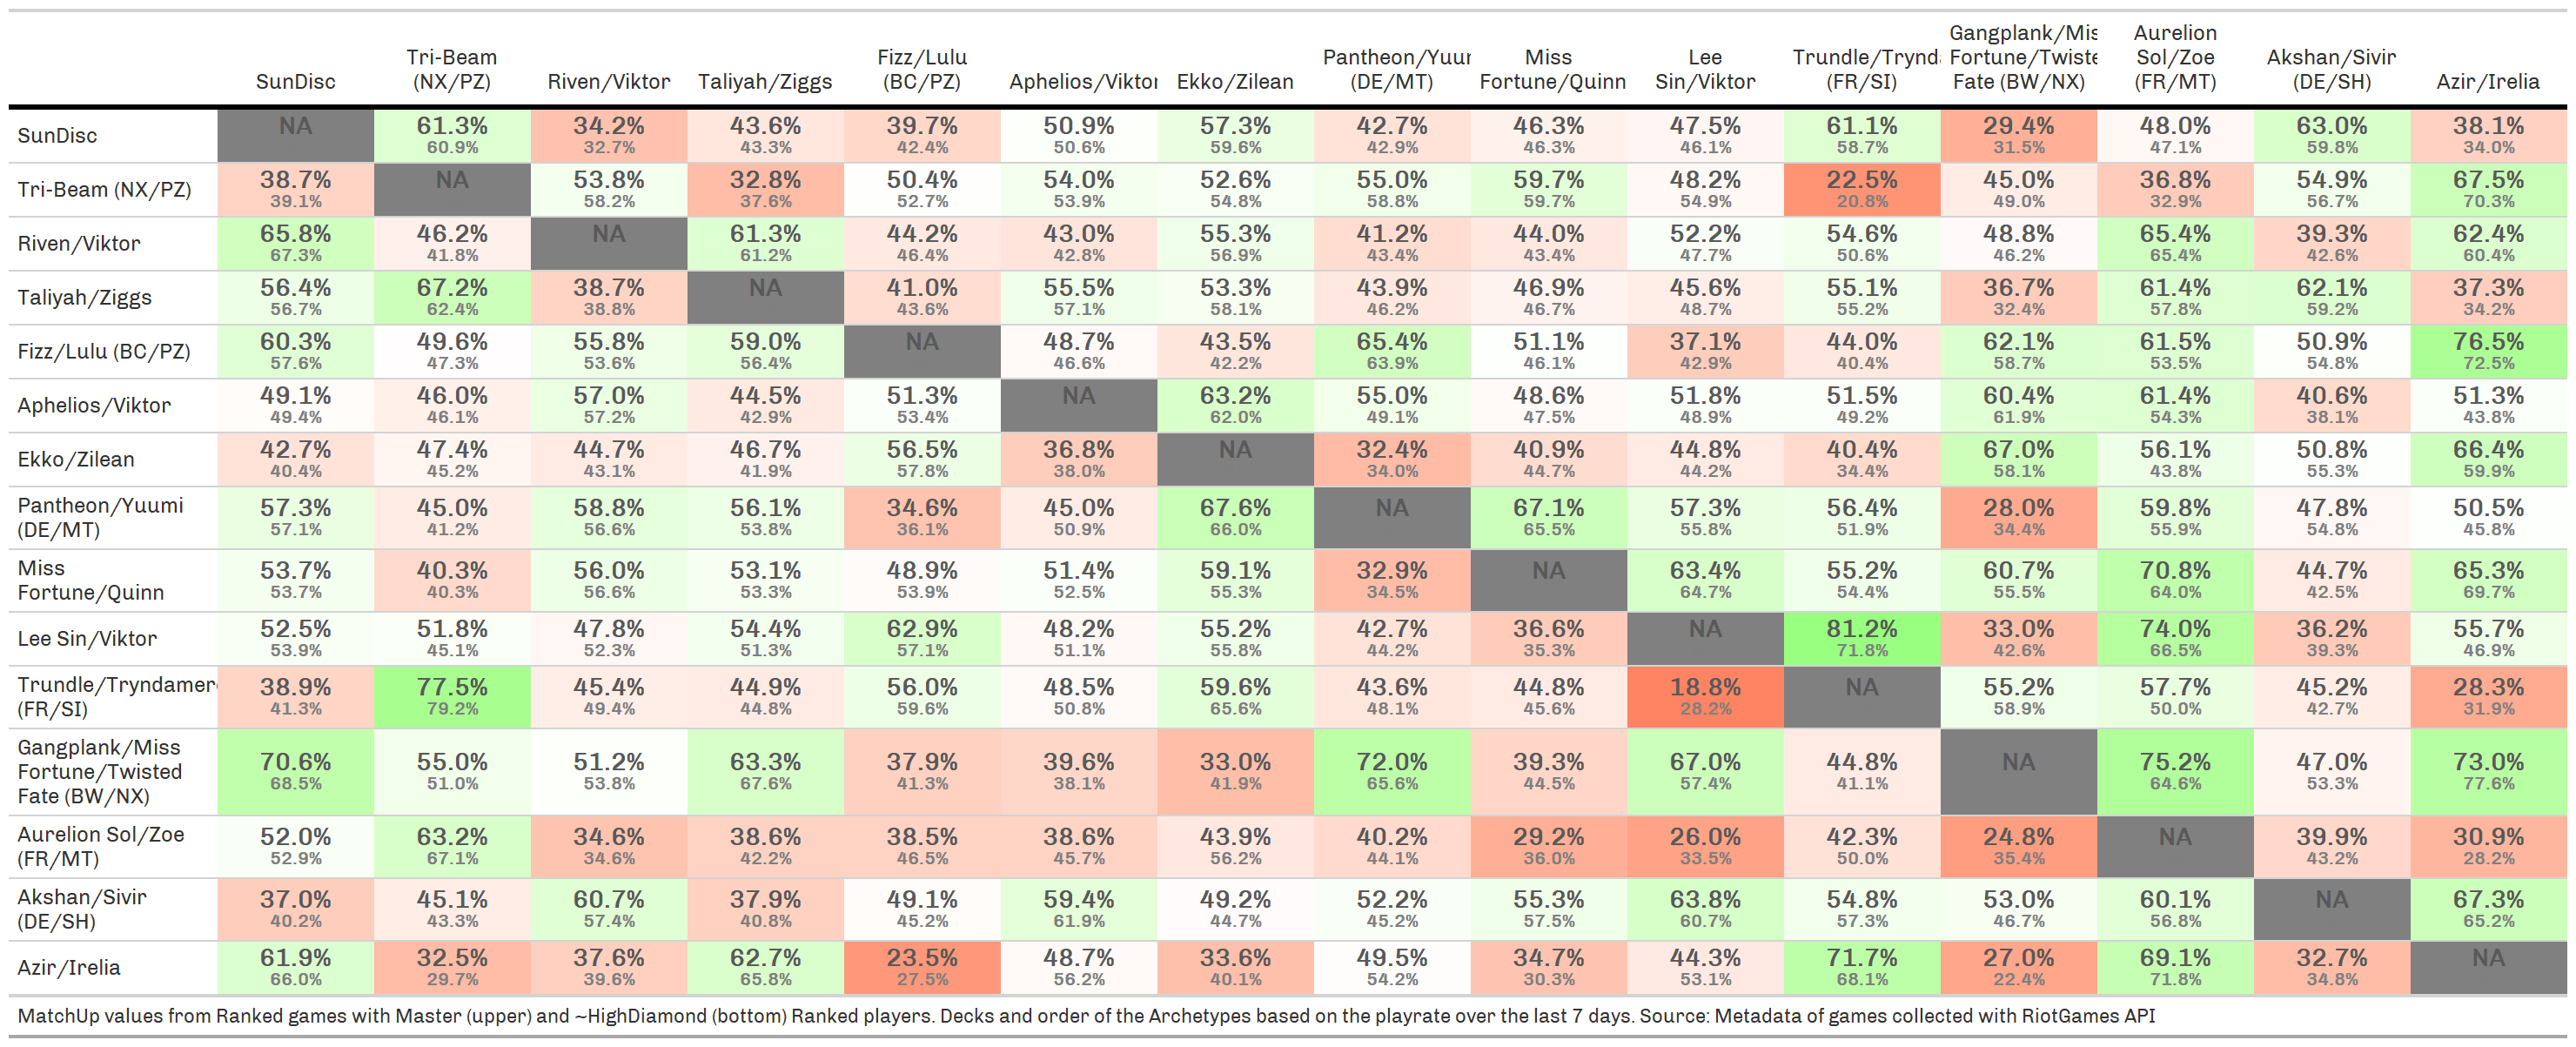 SunDisc Tri-Beam (NX/PZ) Riven/Viktor Taliyah/Ziggs Fizz/Lulu (BC/PZ) Aphelios/Viktor Ekko/Zilean Pantheon/Yuur (DE/MT) Miss Fortune/Quinn Lee Sin/Viktor Trundle/Trynd (FR/SI) Gangplank/Mis Fortune/Twiste Fate (BW/NX) Aurelion Sol/Zoe (FR/MT) Akshan/Sivir (DE/SH) Azir/Irelia
SunDisc NA 61.3% 34.2% 43.6% 39.7% 50.9% 57.3% 42.7% 46.3% 47.5% 61.1% 29.4% 48.0% 63.0% 38.1%
60.9% 32.7% 43.3% 42.4% 50.6% 59.6% 42.9% 46.3% 46.1% 58.7% 31.5% 47.1% 59.8% 34.0%
Tri-Beam (NX/PZ) 38.7% NA 53.8% 32.8% 50.4% 54.0% 52.6% 55.0% 59.7% 48.2% 22.5% 45.0% 36.8% 54.9% 67.5%
39.1% 58.2% 37.6% 52.7% 53.9% 54.8% 58.8% 59.7% 54.9% 20.8% 49.0% 32.9% 56.7% 70.3%
Riven/Viktor 65.8% 46.2% NA 61.3% 44.2% 43.0% 55.3% 41.2% 44.0% 52.2% 54.6% 48.8% 65.4% 39.3% 62.4%
67.3% 41.8% 61.2% 46.4% 42.8% 56.9% 43.4% 43.4% 47.7% 50.6% 46.2% 65.4% 42.6% 60.4%
Taliyah/Ziggs 56.4% 67.2% 38.7% NA 41.0% 55.5% 53.3% 43.9% 46.9% 45.6% 55.1% 36.7% 61.4% 62.1% 37.3%
56.7% 62.4% 38.8% 43.6% 57.1% 58.1% 46.2% 46.7% 48.7% 55.2% 32.4% 57.8% 59.2% 34.2%
Fizz/Lulu (BC/PZ) 60.3% 49.6% 55.8% 59.0% NA 48.7% 43.5% 65.4% 51.1% 37.1% 44.0% 62.1% 61.5% 50.9% 76.5%
57.6% 47.3% 53.6% 56.4% 46.6% 42.2% 63.9% 46.1% 42.9% 40.4% 58.7% 53.5% 54.8% 72.5%
Aphelios/Viktor 49.1% 46.0% 57.0% 44.5% 51.3% NA 63.2% 55.0% 48.6% 51.8% 51.5% 60.4% 61.4% 40.6% 51.3%
49.4% 46.1% 57.2% 42.9% 53.4% 62.0% 49.1% 47.5% 48.9% 49.2% 61.9% 54.3% 38.1% 43.8%
Ekko/Zilean 42.7% 47.4% 44.7% 46.7% 56.5% 36.8% NA 32.4% 40.9% 44.8% 40.4% 67.0% 56.1% 50.8% 66.4%
40.4% 45.2% 43.1% 41.9% 57.8% 38.0% 34.0% 44.7% 44.2% 34.4% 58.1% 43.8% 55.3% 59.9%
Pantheon/Yuumi (DE/MT) 57.3% 45.0% 58.8% 56.1% 34.6% 45.0% 67.6% NA 67.1% 57.3% 56.4% 28.0% 59.8% 47.8% 50.5%
57.1% 41.2% 56.6% 53.8% 36.1% 50.9% 66.0% 65.5% 55.8% 51.9% 34.4% 55.9% 54.8% 45.8%
Miss Fortune/Quinn 53.7% 40.3% 56.0% 53.1% 48.9% 51.4% 59.1% 32.9% NA 63.4% 55.2% 60.7% 70.8% 44.7% 65.3%
53.7% 40.3% 56.6% 53.3% 53.9% 52.5% 55.3% 34.5% 64.7% 54.4% 55.5% 64.0% 42.5% 69.7%
Lee Sin/Viktor 52.5% 51.8% 47.8% 54.4% 62.9% 48.2% 55.2% 42.7% 36.6% NA 81.2% 33.0% 74.0% 36.2% 55.7%
53.9% 45.1% 52.3% 51.3% 57.1% 51.1% 55.8% 44.2% 35.3% 71.8% 42.6% 66.5% 39.3% 46.9%
Trundle/Tryndamer (FR/SI) 38.9% 77.5% 45.4% 44.9% 56.0% 48.5% 59.6% 43.6% 44.8% 18.8% NA 55.2% 57.7% 45.2% 28.3%
41.3% 79.2% 49.4% 44.8% 59.6% 50.8% 65.6% 48.1% 45.6% 28.2% 58.9% 50.0% 42.7% 31.9%
Gangplank/Miss Fortune/Twisted Fate (BW/NX) 70.6% 55.0% 51.2% 63.3% 37.9% 39.6% 33.0% 72.0% 39.3% 67.0% 44.8% NA 75.2% 47.0% 73.0%
68.5% 51.0% 53.8% 67.6% 41.3% 38.1% 41.9% 65.6% 44.5% 57.4% 41.1% 64.6% 53.3% 77.6%
Aurelion Sol/Zoe (FR/MT) 52.0% 63.2% 34.6% 38.6% 38.5% 38.6% 43.9% 40.2% 29.2% 26.0% 42.3% 24.8% NA 39.9% 30.9%
52.9% 67.1% 34.6% 42.2% 46.5% 45.7% 56.2% 44.1% 36.0% 33.5% 50.0% 35.4% 43.2% 28.2%
Akshan/Sivir (DE/SH) 37.0% 45.1% 60.7% 37.9% 49.1% 59.4% 49.2% 52.2% 55.3% 63.8% 54.8% 53.0% 60.1% NA 67.3%
40.2% 43.3% 57.4% 40.8% 45.2% 61.9% 44.7% 45.2% 57.5% 60.7% 57.3% 46.7% 56.8% 65.2%
Azir/Irelia 61.9% 32.5% 37.6% 62.7% 23.5% 48.7% 33.6% 49.5% 34.7% 44.3% 71.7% 27.0% 69.1% 32.7% NA
66.0% 29.7% 39.6% 65.8% 27.5% 56.2% 40.1% 54.2% 30.3% 53.1% 68.1% 22.4% 71.8% 34.8%
MatchUp values from Ranked games with Master (upper) and ~HighDiamond (bottom) Ranked players. Decks and order of the Archetypes based on the playrate over the last 7 days. Source: Metadata of games collected with RiotGames API